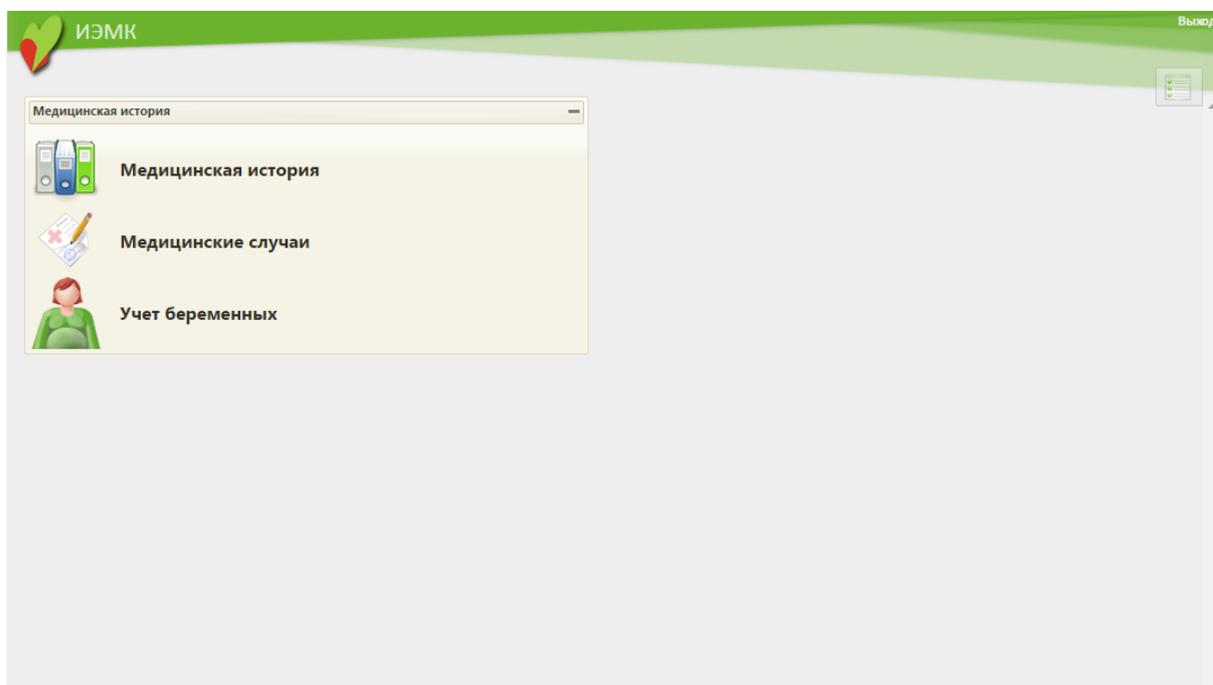 ИЭМК
Выход
Медицинская история
Медицинская история
Медицинские случаи
Учет беременных